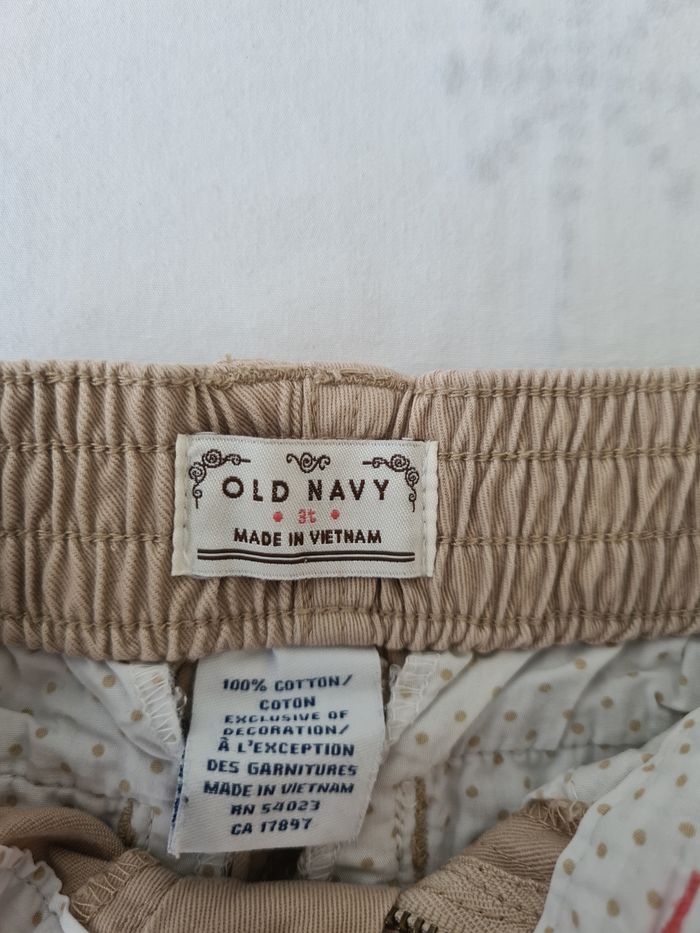 OLD NAVY
• 3t •
MADE IN VIETNAM
100% COTTON/
COTON
EXCLUSIVE OF
DECORATION/
À L'EXCEPTION
DES GARNITURES
MADE IN VIETNAM
RN 54023
CA 17897